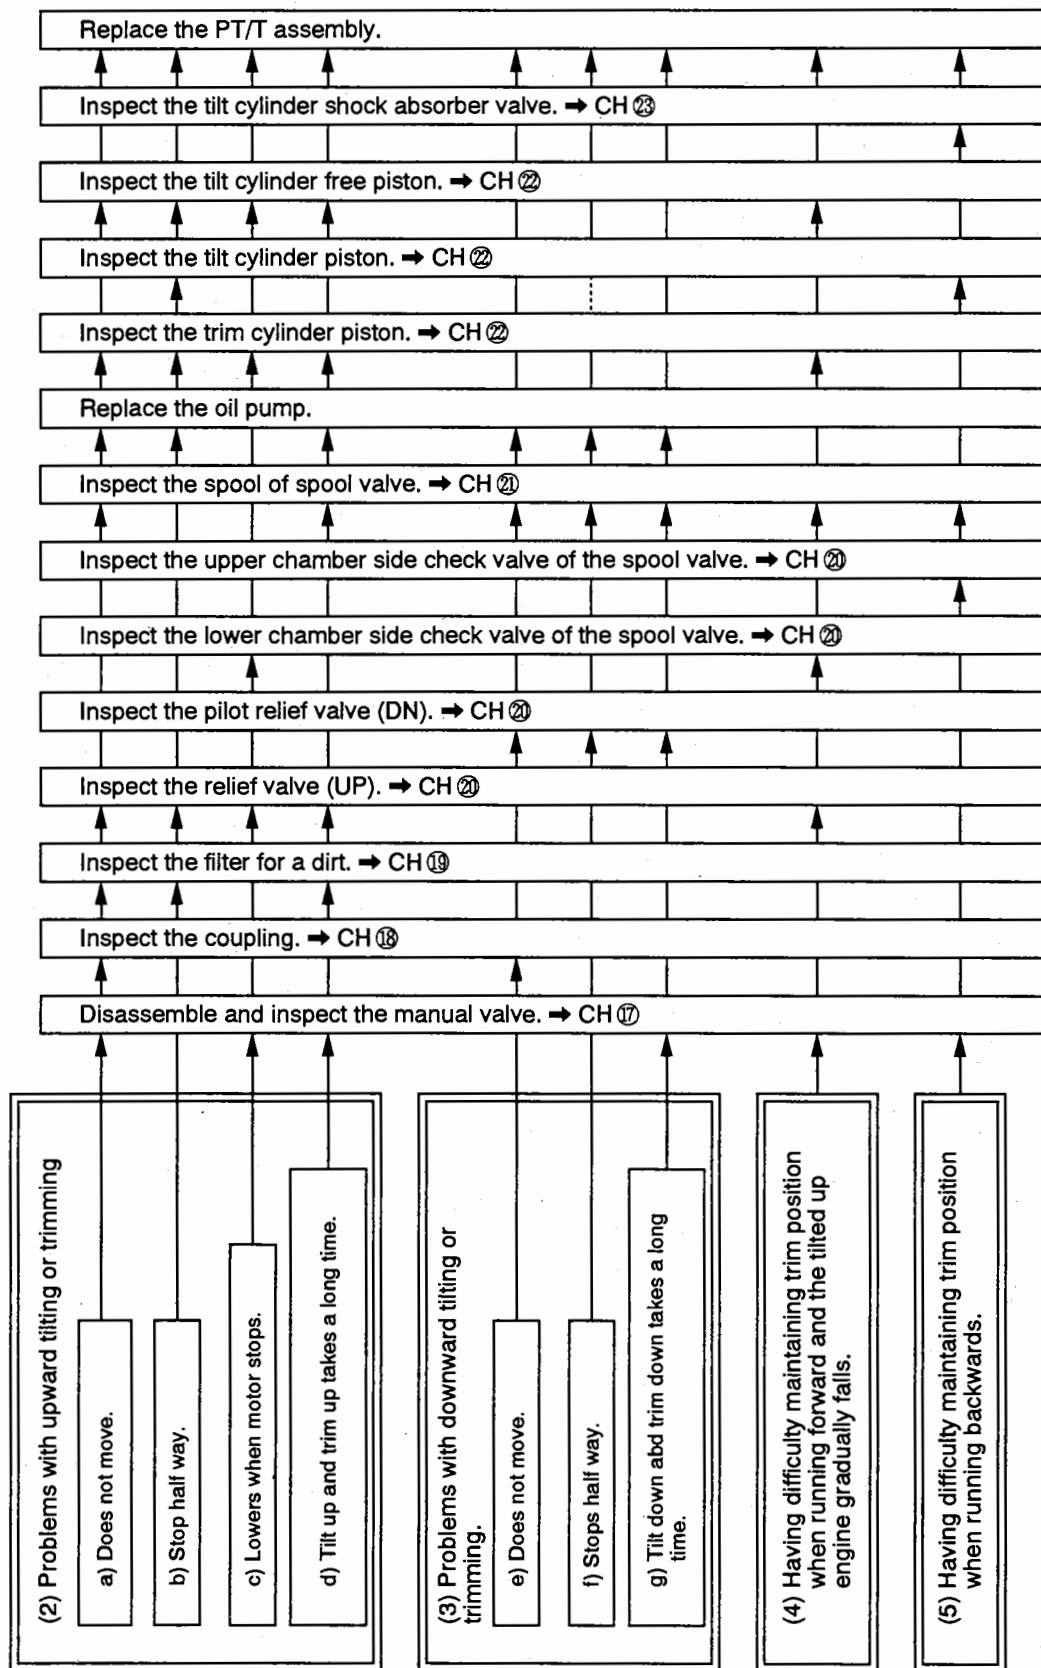 Replace the PT/T assembly.
Inspect the tilt cylinder shock absorber valve. ➡ CH ㉓
Inspect the tilt cylinder free piston. ➡ CH ㉒
Inspect the tilt cylinder piston. ➡ CH ㉒
Inspect the trim cylinder piston. ➡ CH ㉒
Replace the oil pump.
Inspect the spool of spool valve. ➡ CH ㉑
Inspect the upper chamber side check valve of the spool valve. ➡ CH ⑳
Inspect the lower chamber side check valve of the spool valve. ➡ CH ⑳
Inspect the pilot relief valve (DN). ➡ CH ⑳
Inspect the relief valve (UP). ➡ CH ⑳
Inspect the filter for a dirt. ➡ CH ⑲
Inspect the coupling. ➡ CH ⑱
Disassemble and inspect the manual valve. ➡ CH ⑰
(2) Problems with upward tilting or trimming
a) Does not move.
b) Stop half way.
c) Lowers when motor stops.
d) Tilt up and trim up takes a long time.
(3) Problems with downward tilting or
trimming.
e) Does not move.
f) Stops half way.
g) Tilt down abd trim down takes a long
time.
(4) Having difficulty maintaining trim position
when running forward and the tilted up
engine gradually falls.
(5) Having difficulty maintaining trim position
when running backwards.